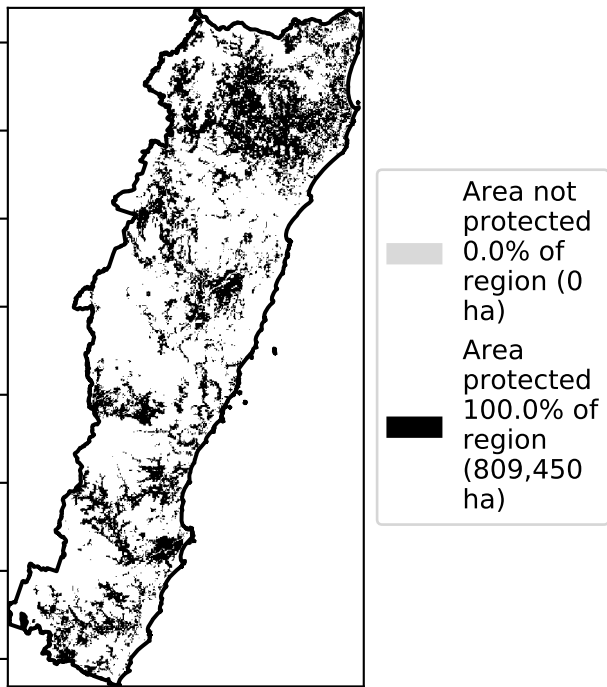 Area not
protected
0.0% of
region (0
ha)
Area
protected
100.0% of
region
(809,450
ha)